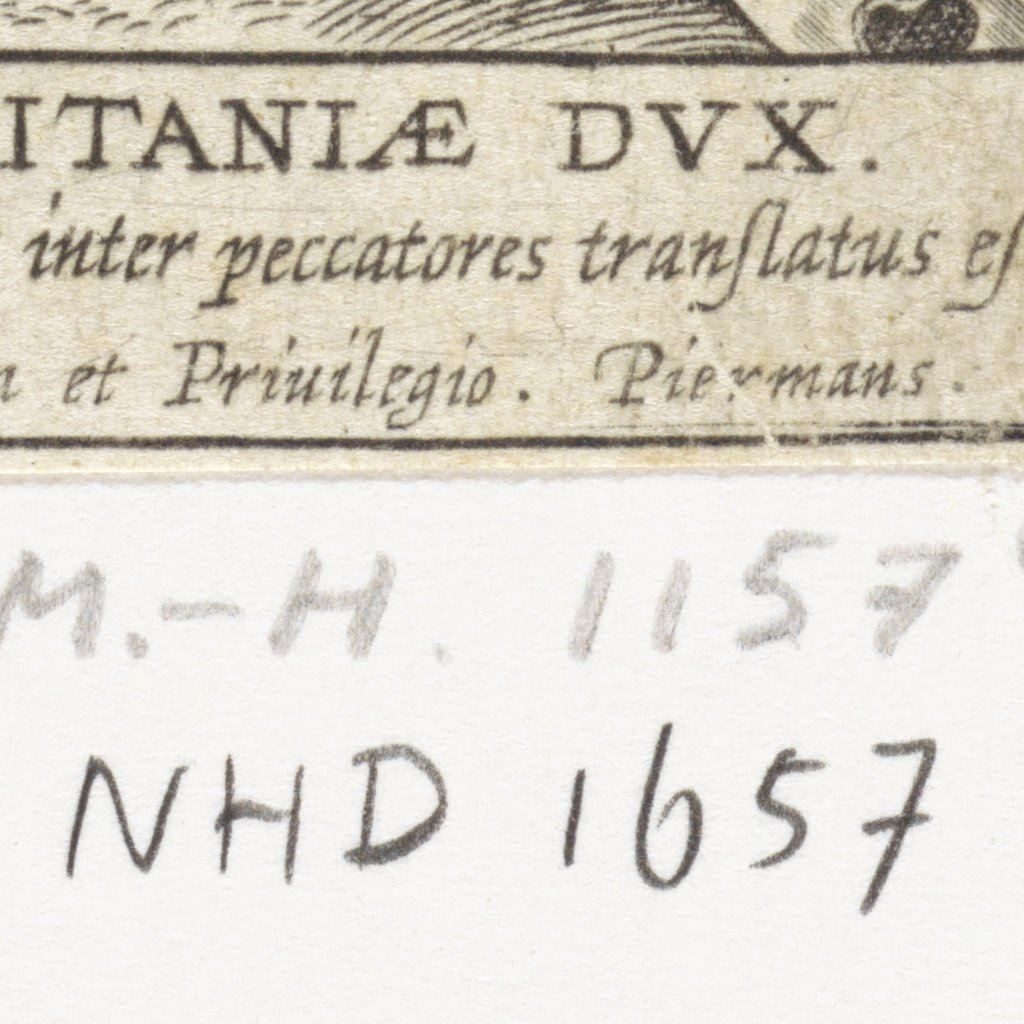 ITANIÆ DVX.
inter peccatores tranſlatus eſ
et Priuilegio. Piermans.
M.-H. 1157
NHD 1657